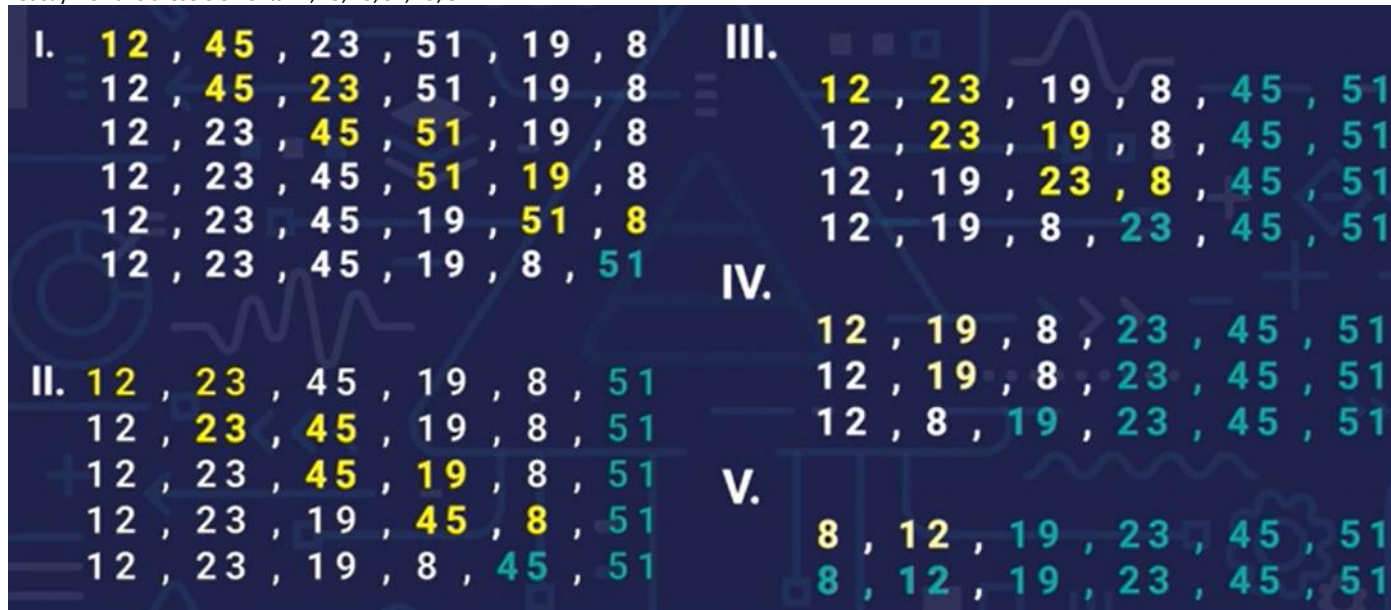 I. 12 , 45 , 23 , 51 , 19 , 8
12 , 45 , 23 , 51 , 19 , 8
12 , 23 , 45 , 51 , 19 , 8
12 , 23 , 45 , 51 , 19 , 8
12 , 23 , 45 , 19 , 51 , 8
12 , 23 , 45 , 19 , 8 , 51
II. 12 , 23 , 45 , 19 , 8 , 51
12 , 23 , 45 , 19 , 8 , 51
12 , 23 , 45 , 19 , 8 , 51
12 , 23 , 19 , 45 , 8 , 51
12 , 23 , 19 , 8 , 45 , 51
III.
12 , 23 , 19 , 8 , 45 , 51
12 , 23 , 19 , 8 , 45 , 51
12 , 19 , 23 , 8 , 45 , 51
12 , 19 , 8 , 23 , 45 , 51
IV.
12 , 19 , 8 , 23 , 45 , 51
12 , 19 , 8 , 23 , 45 , 51
12 , 8 , 19 , 23 , 45 , 51
V.
8 , 12 , 19 , 23 , 45 , 51
8 , 12 , 19 , 23 , 45 , 51